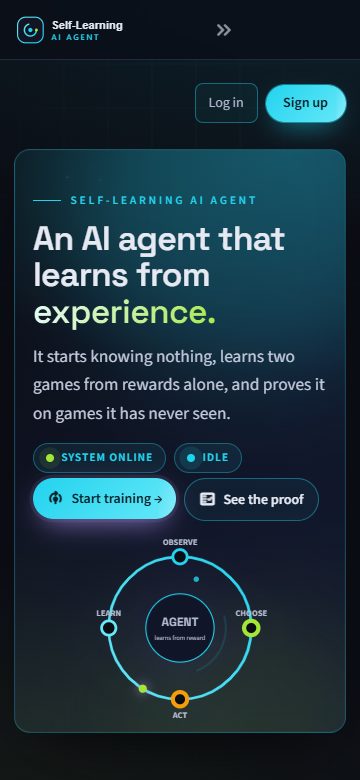 Self-Learning
AI AGENT
Log in
Sign up
SELF-LEARNING AI AGENT
An AI agent that
learns from
experience.
It starts knowing nothing, learns two
games from rewards alone, and proves it
on games it has never seen.
SYSTEM ONLINE
IDLE
Start training →
See the proof
OBSERVE
LEARN
CHOOSE
AGENT
learns from reward
ACT